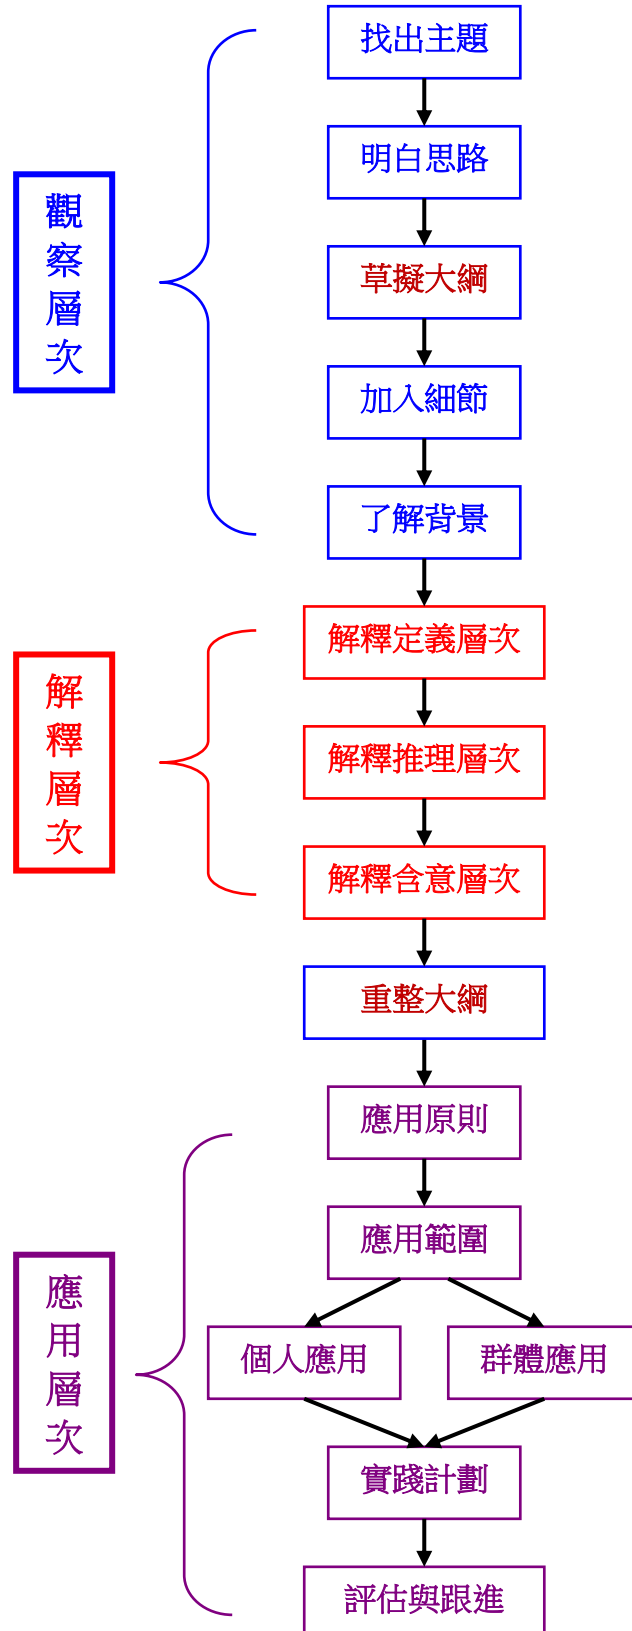 找出主題
明白思路
觀
察
層
次
草擬大綱
加入細節
了解背景
解釋定義層次
解
釋
層
次
解釋推理層次
解釋含意層次
重整大綱
應用原則
應用範圍
應
用
層
次
個人應用
群體應用
實踐計劃
評估與跟進